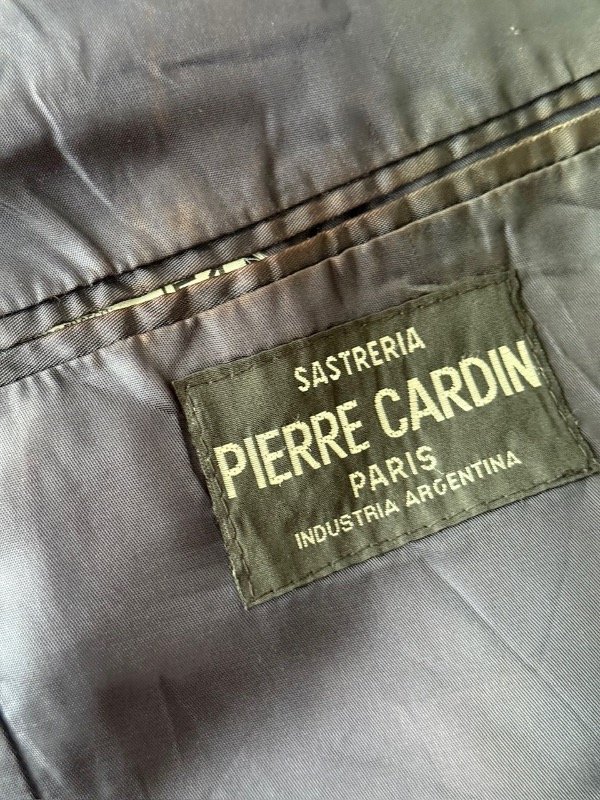 SASTRERIA
PIERRE CARDIN
PARIS
INDUSTRIA ARGENTINA